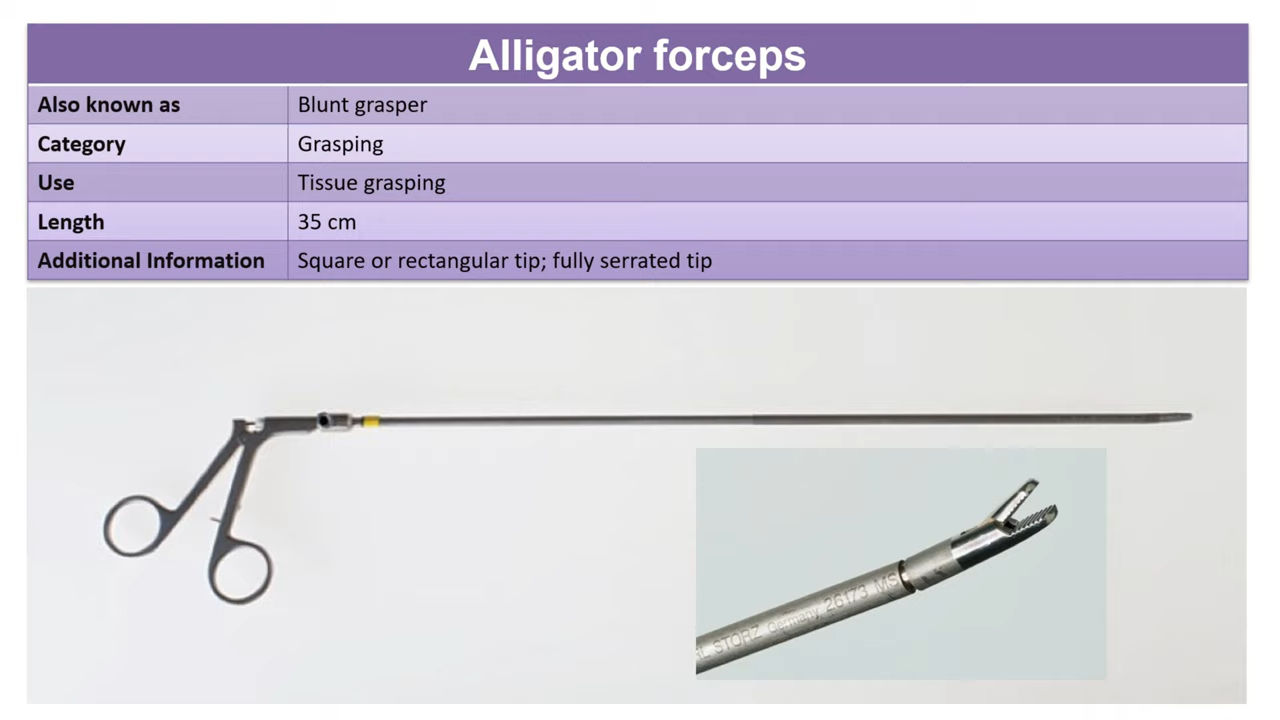 Alligator forceps
Also known as Blunt grasper
Category Grasping
Use Tissue grasping
Length 35 cm
Additional Information Square or rectangular tip; fully serrated tip
STORZ Germany 26173 MS